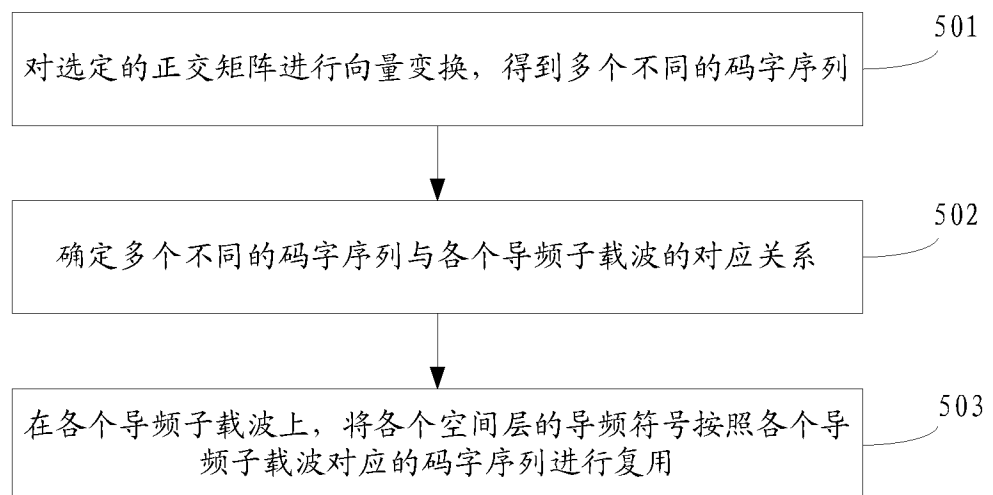 501
对选定的正交矩阵进行向量变换，得到多个不同的码字序列
502
确定多个不同的码字序列与各个导频子载波的对应关系
503
在各个导频子载波上，将各个空间层的导频符号按照各个导
频子载波对应的码字序列进行复用